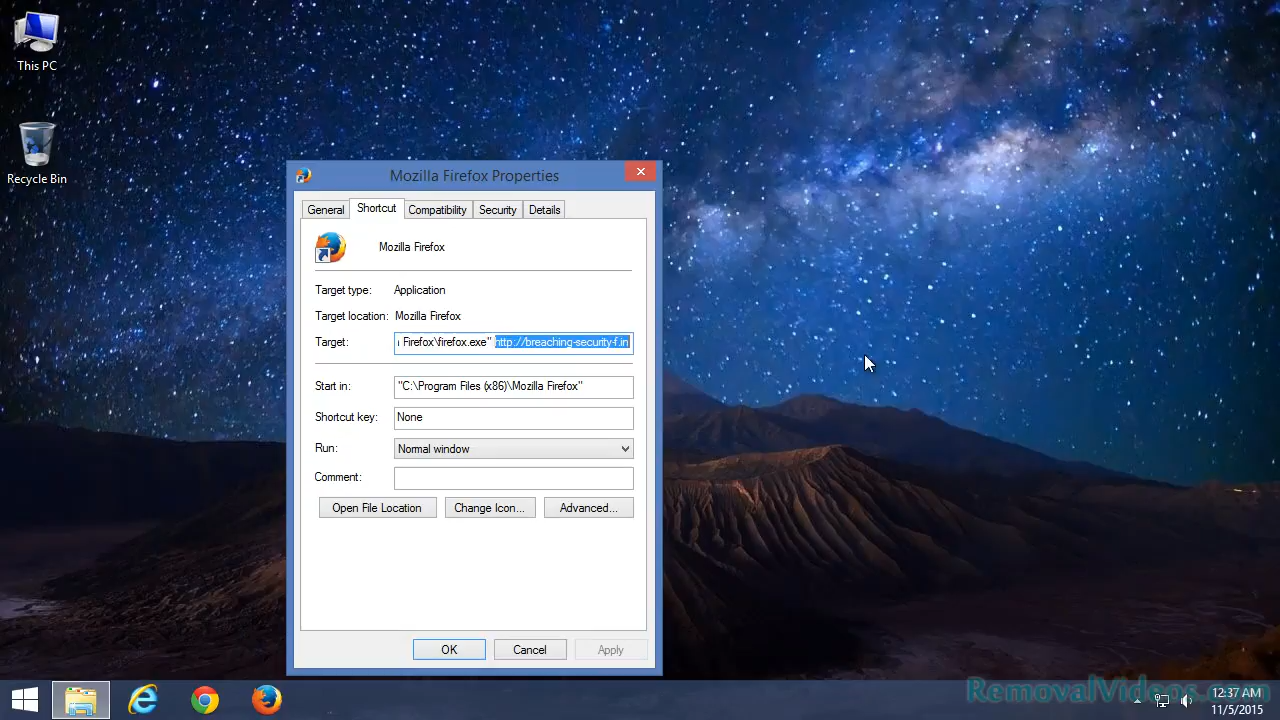 This PC
Recycle Bin
Mozilla Firefox Properties
General Shortcut Compatibility Security Details
Mozilla Firefox
Target type: Application
Target location: Mozilla Firefox
Target: Firefox\firefox.exe" http://breaching-security-f.in
Start in: "C:\Program Files (x86)\Mozilla Firefox"
Shortcut key: None
Run: Normal window
Comment:
Open File Location Change Icon... Advanced...
OK Cancel Apply
RemovalVideos.com
12:37 AM
11/5/2015